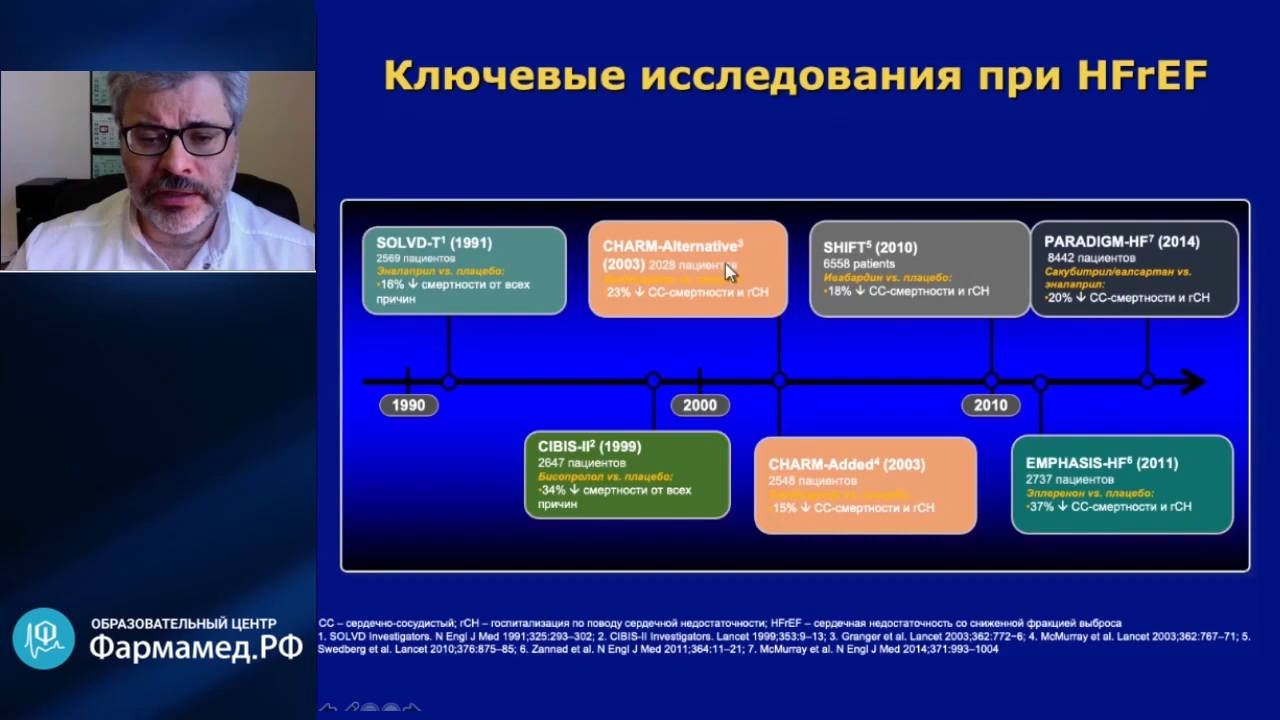 Ключевые исследования при HFrEF
SOLVD-T¹ (1991)
2569 пациентов
Эналаприл vs. плацебо:
•16% ↓ смертности от всех
причин
CHARM-Alternative³
(2003) 2028 пациентов
23% ↓ СС-смертности и гСН
SHIFT⁵ (2010)
6558 patients
Ивабардин vs. плацебо:
•18% ↓ СС-смертности и гСН
PARADIGM-HF⁷ (2014)
8442 пациентов
Сакубитрил/валсартан vs.
эналаприл:
•20% ↓ СС-смертности и гСН
1990
2000
2010
CIBIS-II² (1999)
2647 пациентов
Бисопролол vs. плацебо:
•34% ↓ смертности от всех
причин
CHARM-Added⁴ (2003)
2548 пациентов
15% ↓ СС-смертности и гСН
EMPHASIS-HF⁶ (2011)
2737 пациентов
Эплеренон vs. плацебо:
•37% ↓ СС-смертности и гСН
СС – сердечно-сосудистый; гСН – госпитализация по поводу сердечной недостаточности; HFrEF – сердечная недостаточность со сниженной фракцией выброса
1. SOLVD Investigators. N Engl J Med 1991;325:293–302; 2. CIBIS-II Investigators. Lancet 1999;353:9–13; 3. Granger et al. Lancet 2003;362:772–6; 4. McMurray et al. Lancet 2003;362:767–71; 5.
Swedberg et al. Lancet 2010;376:875–85; 6. Zannad et al. N Engl J Med 2011;364:11–21; 7. McMurray et al. N Engl J Med 2014;371:993–1004
ОБРАЗОВАТЕЛЬНЫЙ ЦЕНТР
Фармамед.РФ